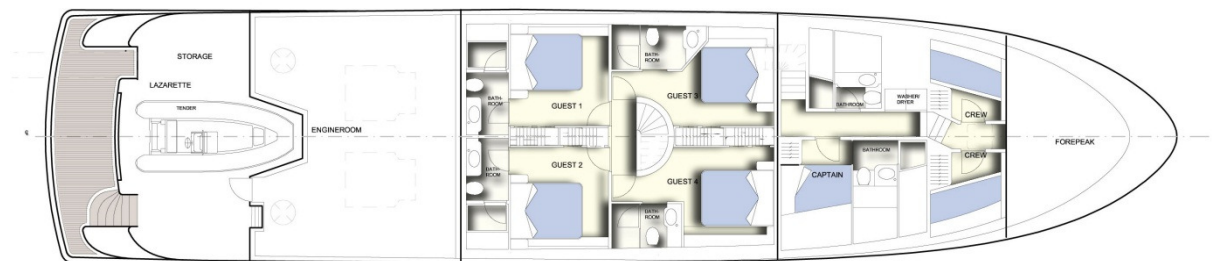 STORAGE
LAZARETTE
TENDER
ENGINEROOM
BATH-
ROOM
GUEST 1
BATH-
ROOM
GUEST 2
BATH-
ROOM
GUEST 3
GUEST 4
BATH-
ROOM
BATHROOM
WASHER/
DRYER
CREW
CAPTAIN
BATHROOM
CREW
FOREPEAK